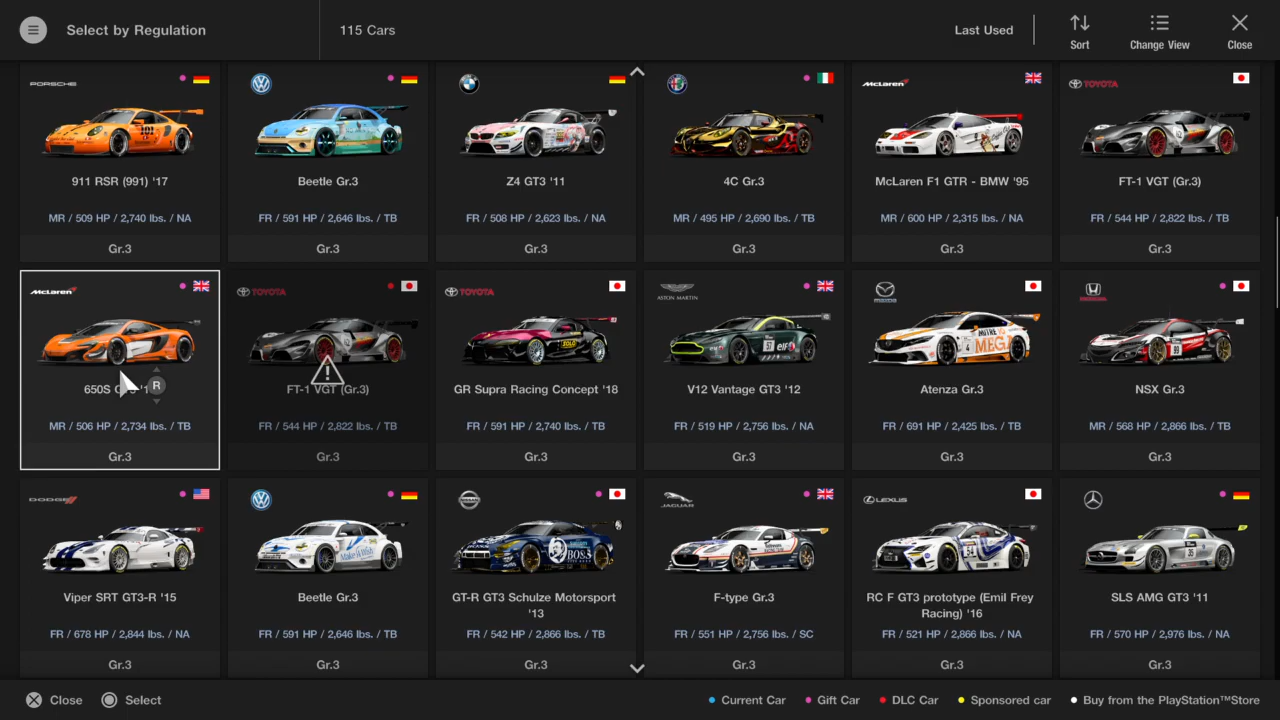 Select by Regulation
115 Cars
Last Used
Sort
Change View
Close
PORSCHE
911 RSR (991) '17
MR / 509 HP / 2,740 lbs. / NA
Gr.3
Beetle Gr.3
FR / 591 HP / 2,646 lbs. / TB
Gr.3
Z4 GT3 '11
FR / 508 HP / 2,623 lbs. / NA
Gr.3
4C Gr.3
MR / 495 HP / 2,690 lbs. / TB
Gr.3
McLaren
McLaren F1 GTR - BMW '95
MR / 600 HP / 2,315 lbs. / NA
Gr.3
TOYOTA
FT-1 VGT (Gr.3)
FR / 544 HP / 2,822 lbs. / TB
Gr.3
McLaren
650S
R
MR / 506 HP / 2,734 lbs. / TB
Gr.3
TOYOTA
FT-1 VGT (Gr.3)
FR / 544 HP / 2,822 lbs. / TB
Gr.3
TOYOTA
GR Supra Racing Concept '18
FR / 591 HP / 2,740 lbs. / TB
Gr.3
ASTON MARTIN
V12 Vantage GT3 '12
FR / 519 HP / 2,756 lbs. / NA
Gr.3
mazda
Atenza Gr.3
FR / 691 HP / 2,425 lbs. / TB
Gr.3
HONDA
NSX Gr.3
MR / 568 HP / 2,866 lbs. / TB
Gr.3
DODGE
Viper SRT GT3-R '15
FR / 678 HP / 2,844 lbs. / NA
Gr.3
Beetle Gr.3
FR / 591 HP / 2,646 lbs. / TB
Gr.3
BOSS
GT-R GT3 Schulze Motorsport
'13
FR / 542 HP / 2,866 lbs. / TB
Gr.3
JAGUAR
F-type Gr.3
FR / 551 HP / 2,756 lbs. / SC
Gr.3
LEXUS
RC F GT3 prototype (Emil Frey
Racing) '16
FR / 521 HP / 2,866 lbs. / NA
Gr.3
SLS AMG GT3 '11
FR / 570 HP / 2,976 lbs. / NA
Gr.3
Close
Select
Current Car
Gift Car
DLC Car
Sponsored car
Buy from the PlayStation™Store